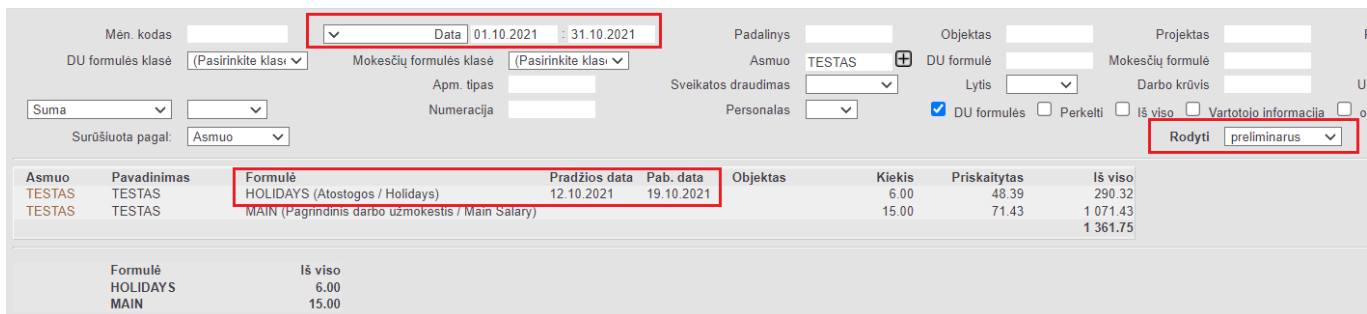 Mėn. kodas Data 01.10.2021 : 31.10.2021 Padalinys Objektas Projektas
DU formulės klasė (Pasirinkite klasę Mokesčių formulės klasė (Pasirinkite klasę Asmuo TESTAS DU formulė Mokesčių formulė
Apm. tipas Sveikatos draudimas Lytis Darbo krūvis
Suma Numeracija Personalas DU formulės Perkelti Iš viso Vartotojo informacija
Surūšiuota pagal: Asmuo Rodyti preliminarus
Asmuo Pavadinimas Formulė Pradžios data Pab. data Objektas Kiekis Priskaitytas Iš viso
TESTAS TESTAS HOLIDAYS (Atostogos / Holidays) 12.10.2021 19.10.2021 6.00 48.39 290.32
TESTAS TESTAS MAIN (Pagrindinis darbo užmokestis / Main Salary) 15.00 71.43 1 071.43
1 361.75
Formulė Iš viso
HOLIDAYS 6.00
MAIN 15.00